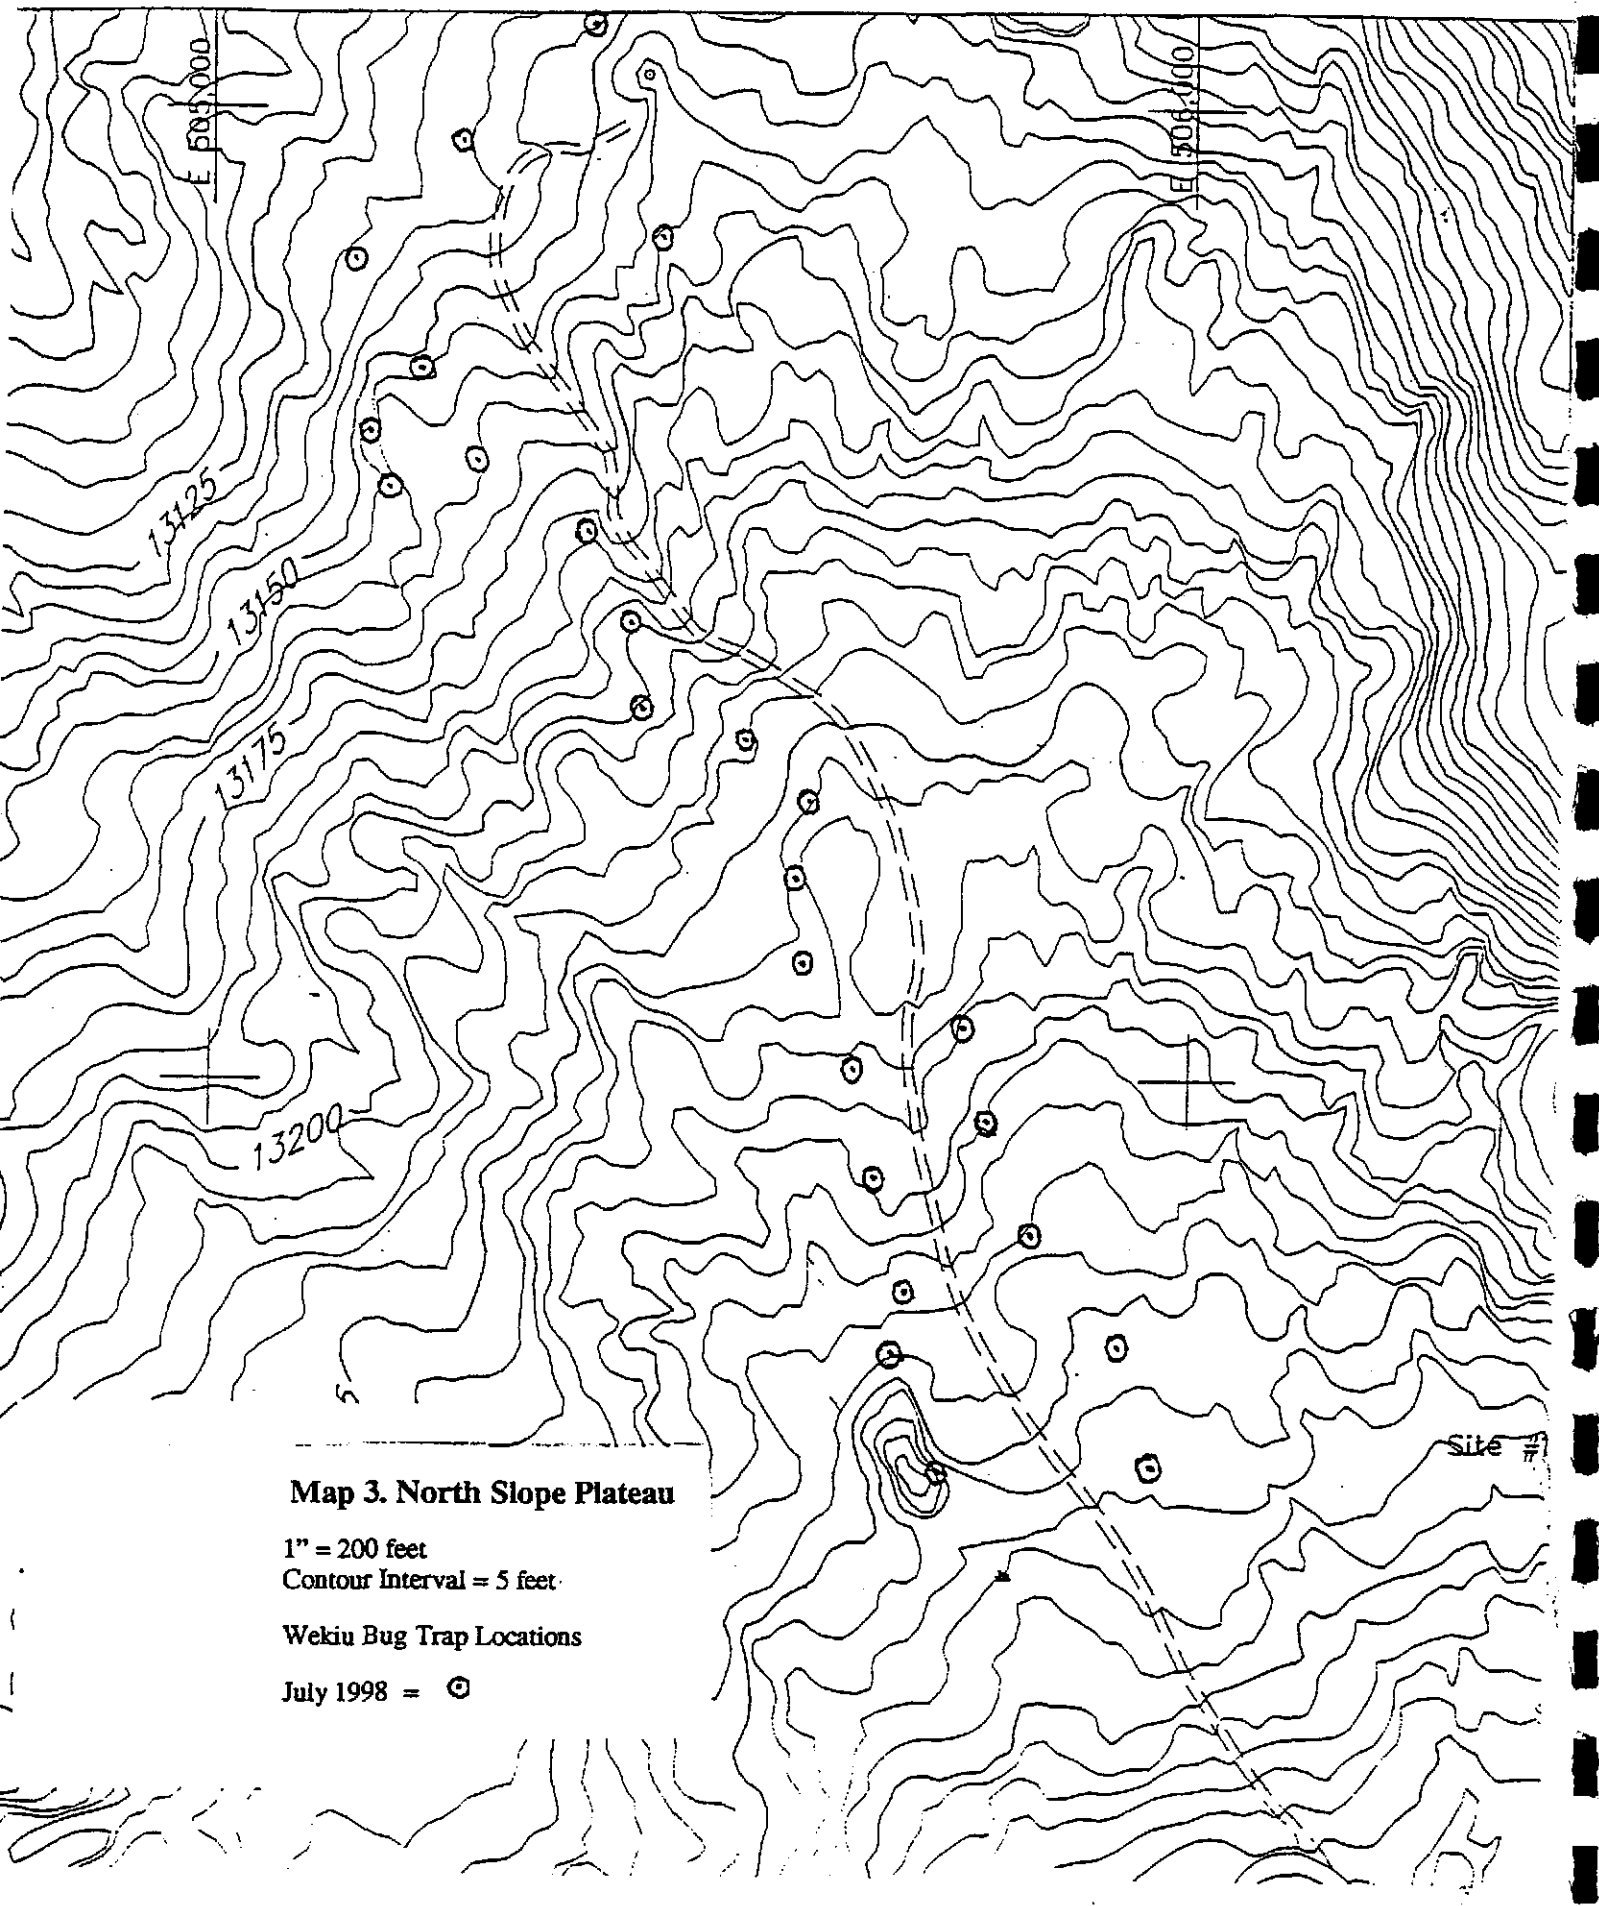 E 505,000
E 506,000
13125
13150
13175
13200
5
Site #
Map 3. North Slope Plateau
1” = 200 feet
Contour Interval = 5 feet
Wekiu Bug Trap Locations
July 1998 =